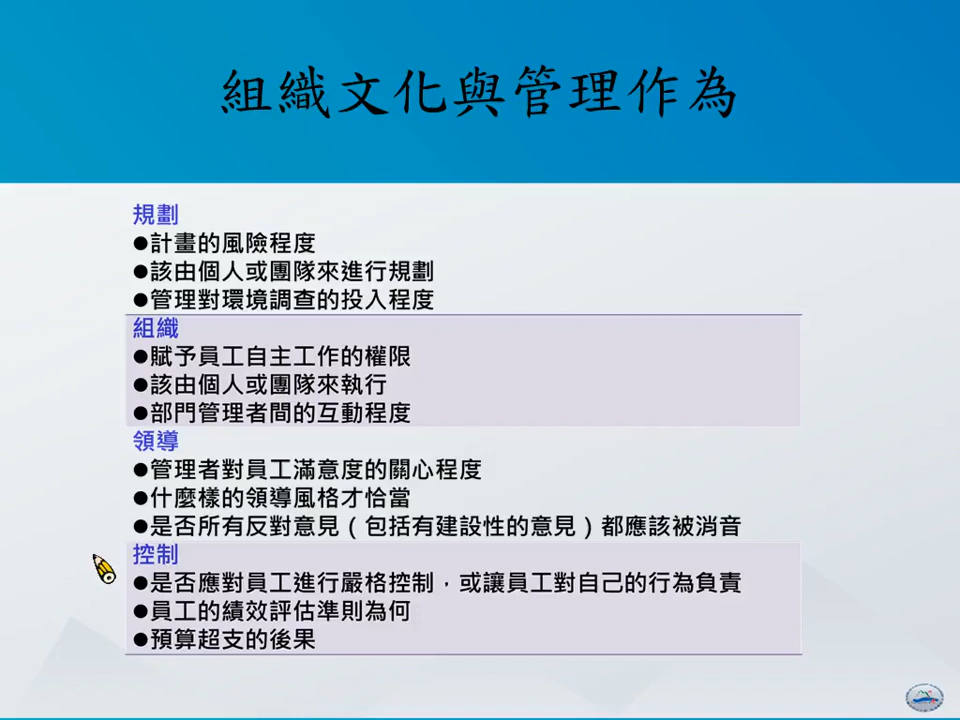 組織文化與管理作為
規劃
●計畫的風險程度
●該由個人或團隊來進行規劃
●管理對環境調查的投入程度
組織
●賦予員工自主工作的權限
●該由個人或團隊來執行
●部門管理者間的互動程度
領導
●管理者對員工滿意度的關心程度
●什麼樣的領導風格才恰當
●是否所有反對意見（包括有建設性的意見）都應該被消音
控制
●是否應對員工進行嚴格控制，或讓員工對自己的行為負責
●員工的績效評估準則為何
●預算超支的後果